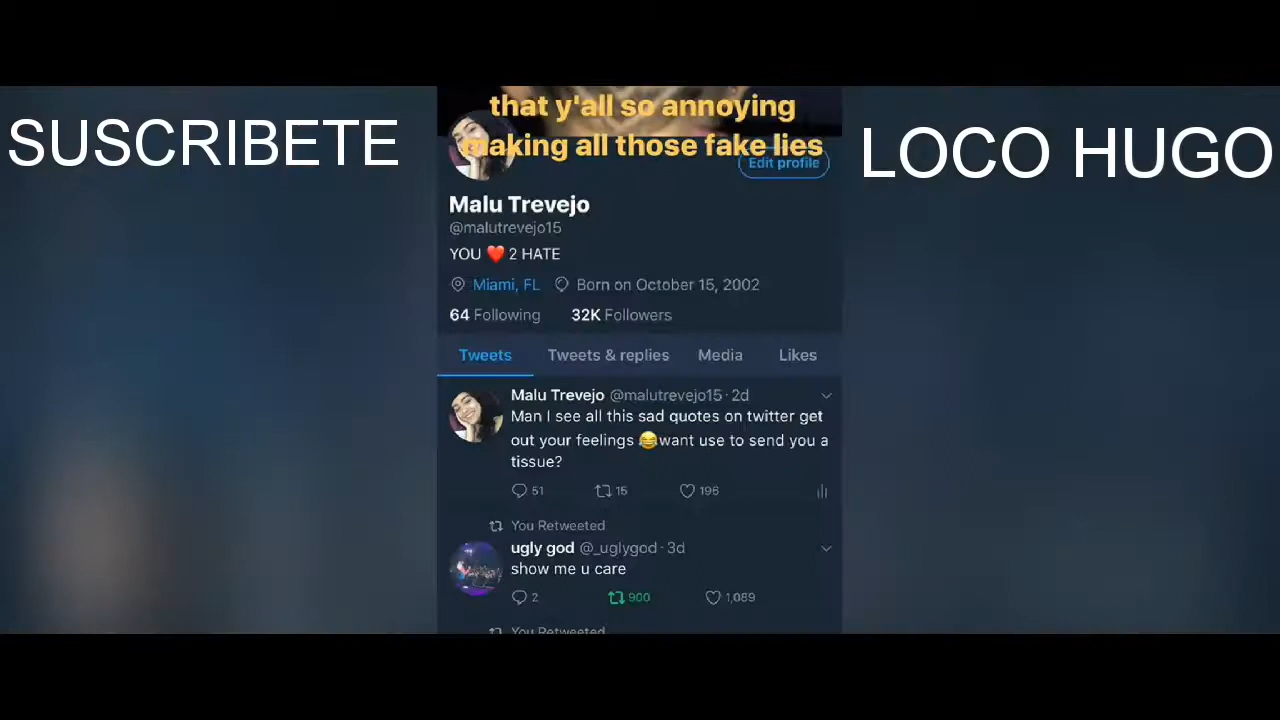 SUSCRIBETE
LOCO HUGO
that y'all so annoying
making all those fake lies
Edit profile
Malu Trevejo
@malutrevejo15
YOU ❤️ 2 HATE
Miami, FL Born on October 15, 2002
64 Following 32K Followers
Tweets Tweets & replies Media Likes
Malu Trevejo @malutrevejo15 · 2d
Man I see all this sad quotes on twitter get
out your feelings 😂want use to send you a
tissue?
51 15 196
You Retweeted
ugly god @_uglygod · 3d
show me u care
2 900 1,089
You Retweeted